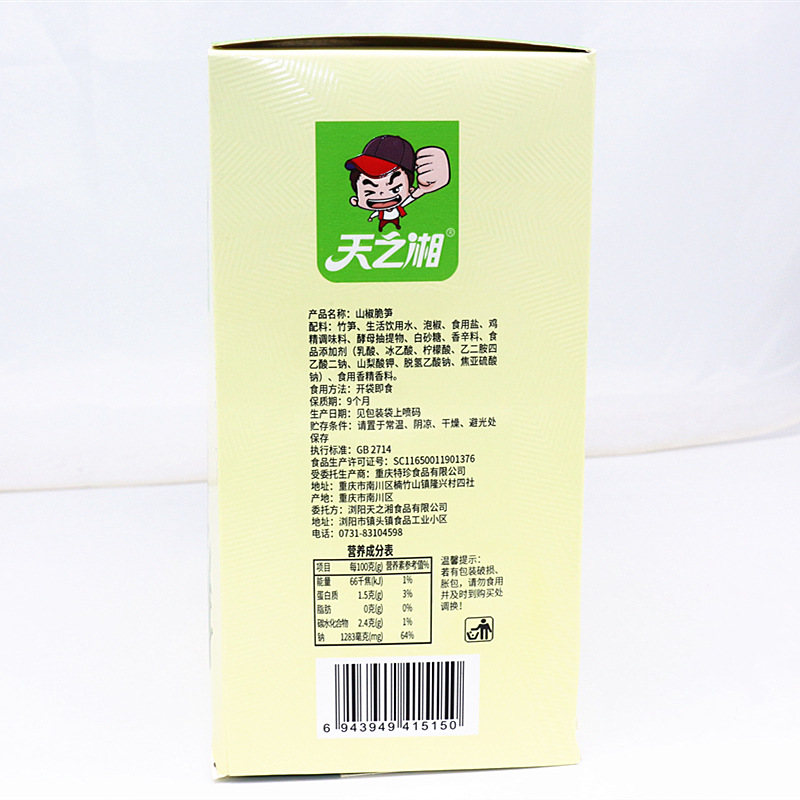 天之湘®
产品名称：山椒脆笋
配料：竹笋、生活饮用水、泡椒、食用盐、鸡
精调味料、酵母抽提物、白砂糖、香辛料、食
品添加剂（乳酸、冰乙酸、柠檬酸、乙二胺四
乙酸二钠、山梨酸钾、脱氢乙酸钠、焦亚硫酸
钠）、食用香精香料。
食用方法：开袋即食
保质期：9个月
生产日期：见包装袋上喷码
贮存条件：请置于常温、阴凉、干燥、避光处
保存
执行标准：GB 2714
食品生产许可证号：SC11650011901376
受委托生产商：重庆特珍食品有限公司
地址：重庆市南川区楠竹山镇隆兴村四社
产地：重庆市南川区
委托方：浏阳天之湘食品有限公司
地址：浏阳市镇头镇食品工业小区
电话：0731-83104598
营养成分表
项目 每100克(g) 营养素参考值%
能量 66千焦(kJ) 1%
蛋白质 1.5克(g) 3%
脂肪 0克(g) 0%
碳水化合物 2.4克(g) 1%
钠 1283毫克(mg) 64%
温馨提示：
若有包装破损、
胀包，请勿食用
并及时到购买处
调换！
6 943949 415150